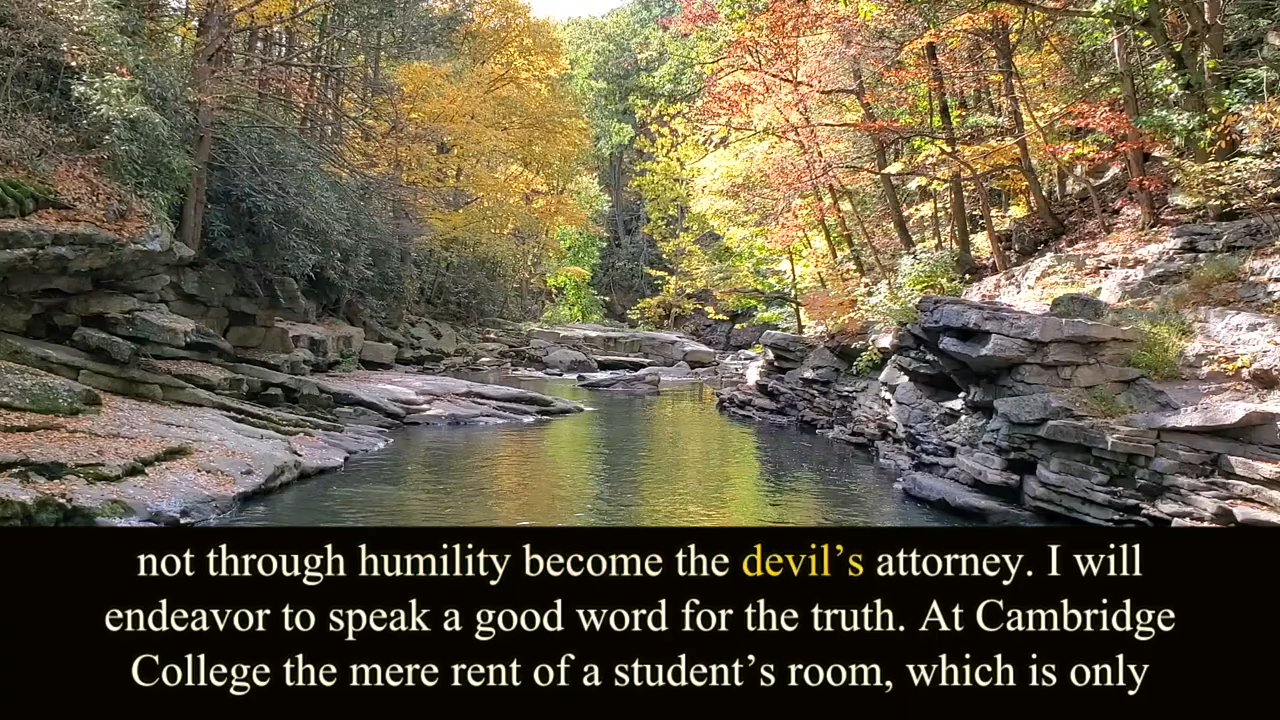 not through humility become the devil’s attorney. I will
endeavor to speak a good word for the truth. At Cambridge
College the mere rent of a student’s room, which is only